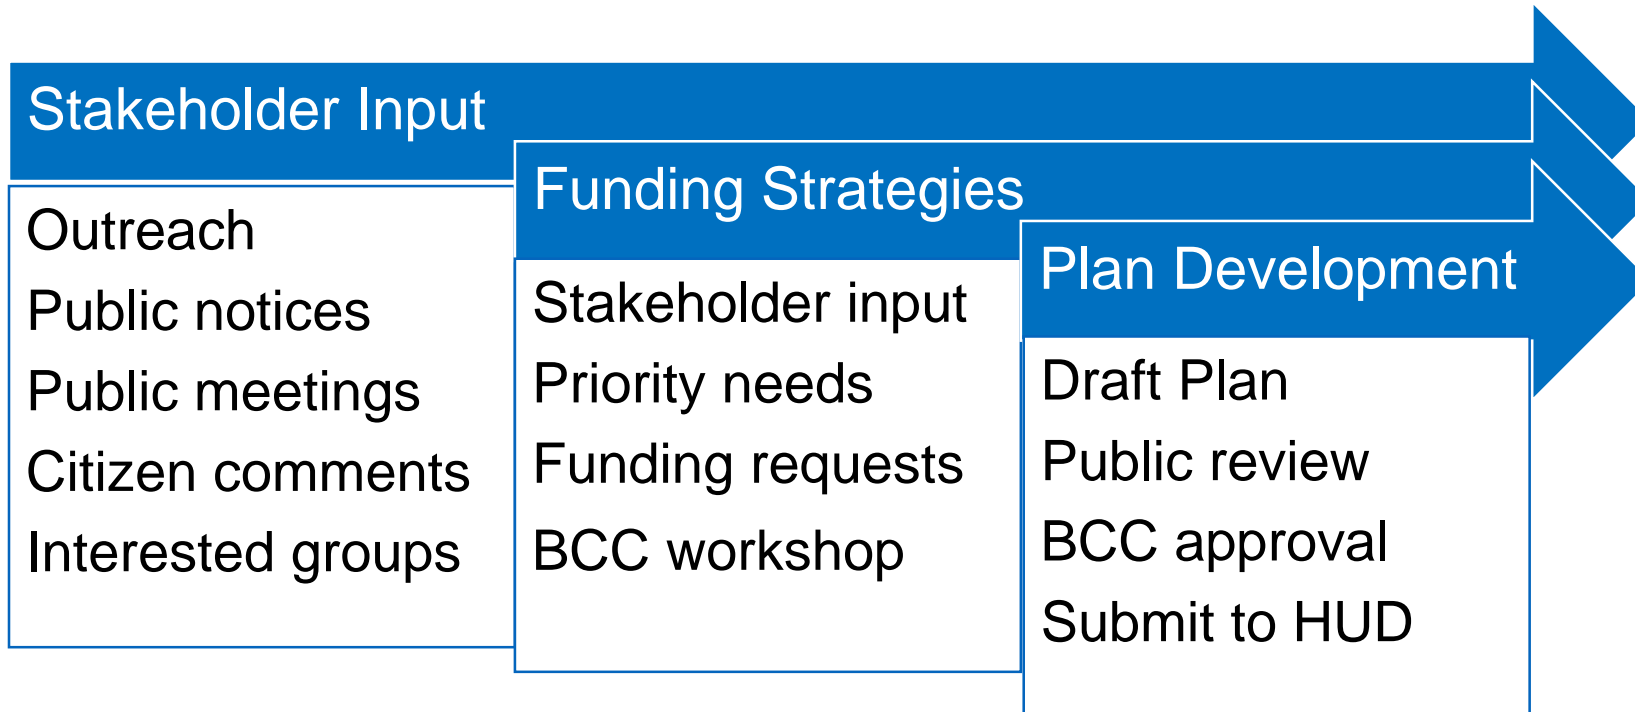 Stakeholder Input
Outreach
Public notices
Public meetings
Citizen comments
Interested groups
Funding Strategies
Stakeholder input
Priority needs
Funding requests
BCC workshop
Plan Development
Draft Plan
Public review
BCC approval
Submit to HUD